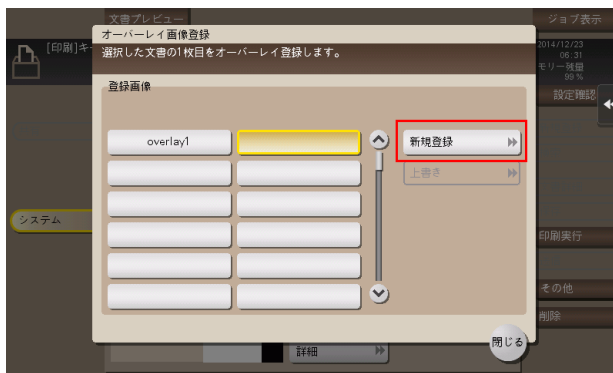 文書プレビュー
ジョブ表示
オーバーレイ画像登録
[印刷]キ
選択した文書の1枚目をオーバーレイ登録します。
2014/12/23
06:31
モリー残量
99 %
登録画像
設定確認
overlay1
新規登録
上書き
システム
印刷実行
その他
削除
閉じる
詳細